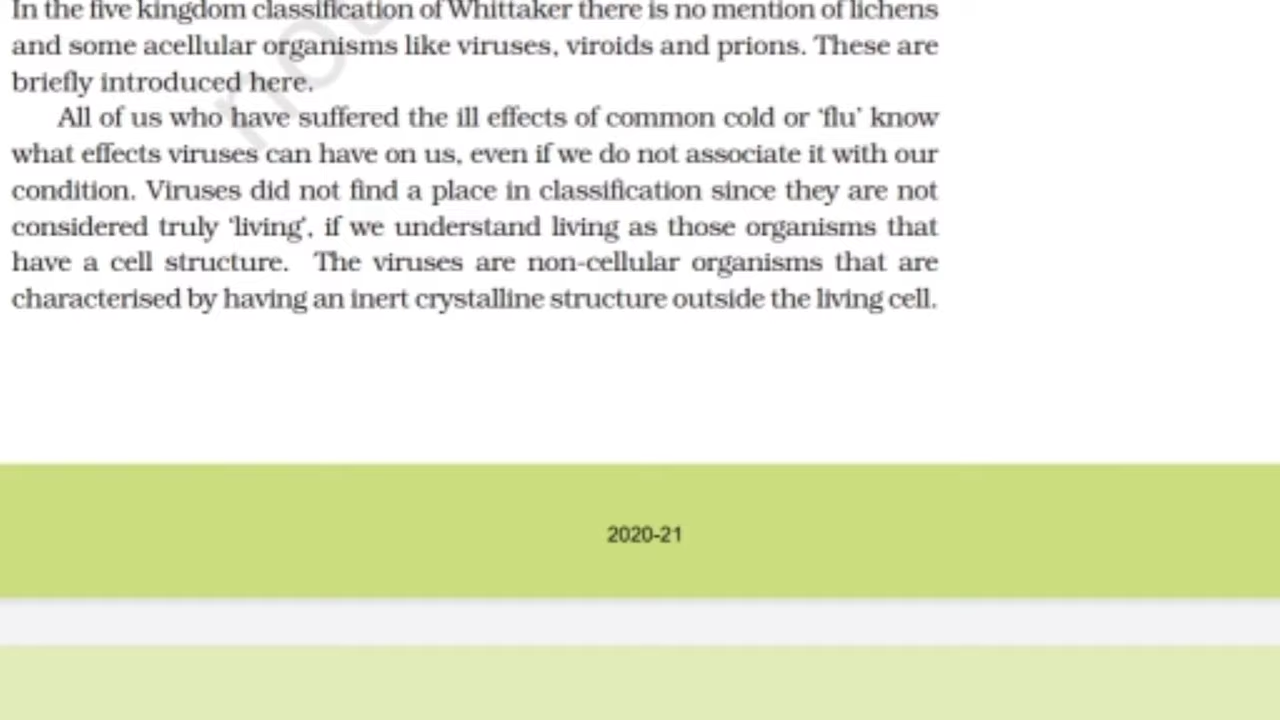 In the five kingdom classification of Whittaker there is no mention of lichens
and some acellular organisms like viruses, viroids and prions. These are
briefly introduced here.
All of us who have suffered the ill effects of common cold or ‘flu’ know
what effects viruses can have on us, even if we do not associate it with our
condition. Viruses did not find a place in classification since they are not
considered truly ‘living’, if we understand living as those organisms that
have a cell structure. The viruses are non-cellular organisms that are
characterised by having an inert crystalline structure outside the living cell.
not
2020-21